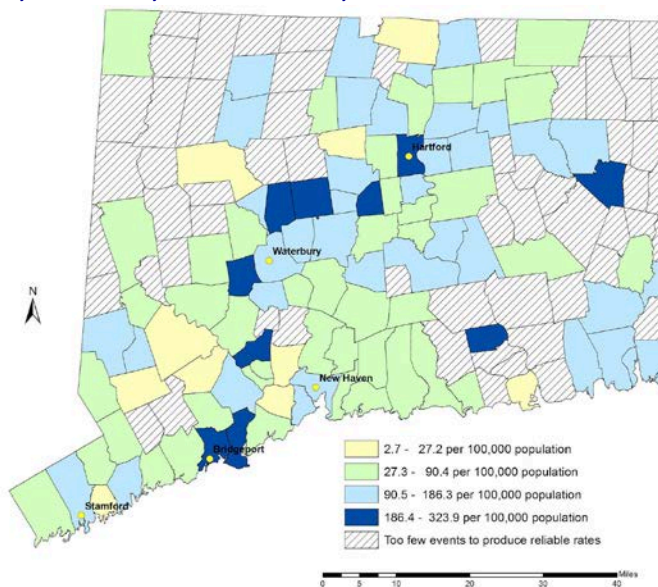 Hartford
Waterbury
N
New Haven
Bridgeport
Stamford
2.7 - 27.2 per 100,000 population
27.3 - 90.4 per 100,000 population
90.5 - 186.3 per 100,000 population
186.4 - 323.9 per 100,000 population
Too few events to produce reliable rates
Miles
0 5 10 20 30 40